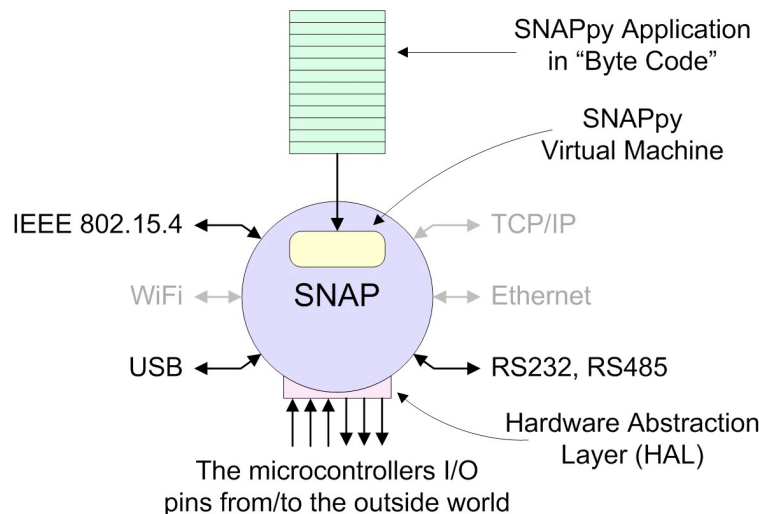 SNAPpy Application
in “Byte Code”
SNAPpy
Virtual Machine
IEEE 802.15.4
TCP/IP
WiFi
SNAP
Ethernet
USB
RS232, RS485
Hardware Abstraction
Layer (HAL)
The microcontrollers I/O
pins from/to the outside world